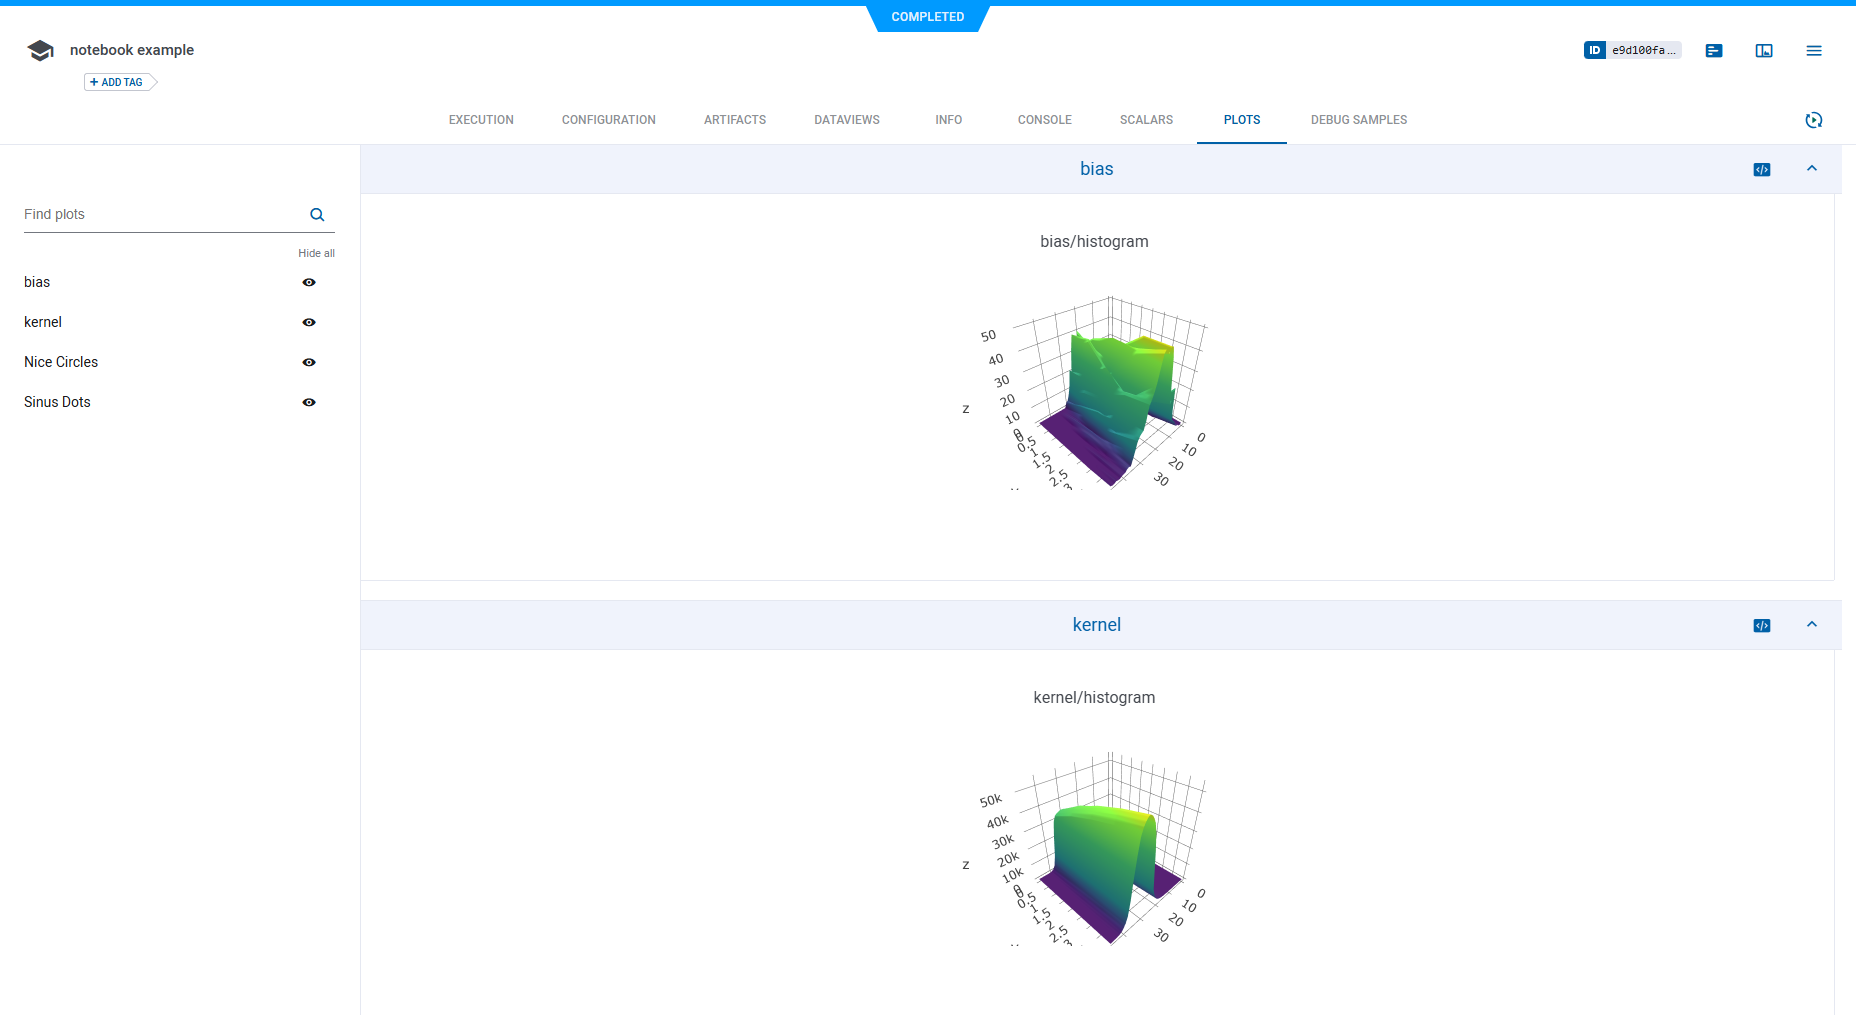 COMPLETED
notebook example
ID e9d100fa...
+ ADD TAG
EXECUTION CONFIGURATION ARTIFACTS DATAVIEWS INFO CONSOLE SCALARS PLOTS DEBUG SAMPLES
Find plots
Hide all
bias
kernel
Nice Circles
Sinus Dots
bias
bias/histogram
50
40
30
20
10
0
z
0
0.5
1
1.5
2
2.5
0
10
20
30
kernel
kernel/histogram
50k
40k
30k
20k
10k
0
z
0
0.5
1
1.5
2
2.5
0
10
20
30